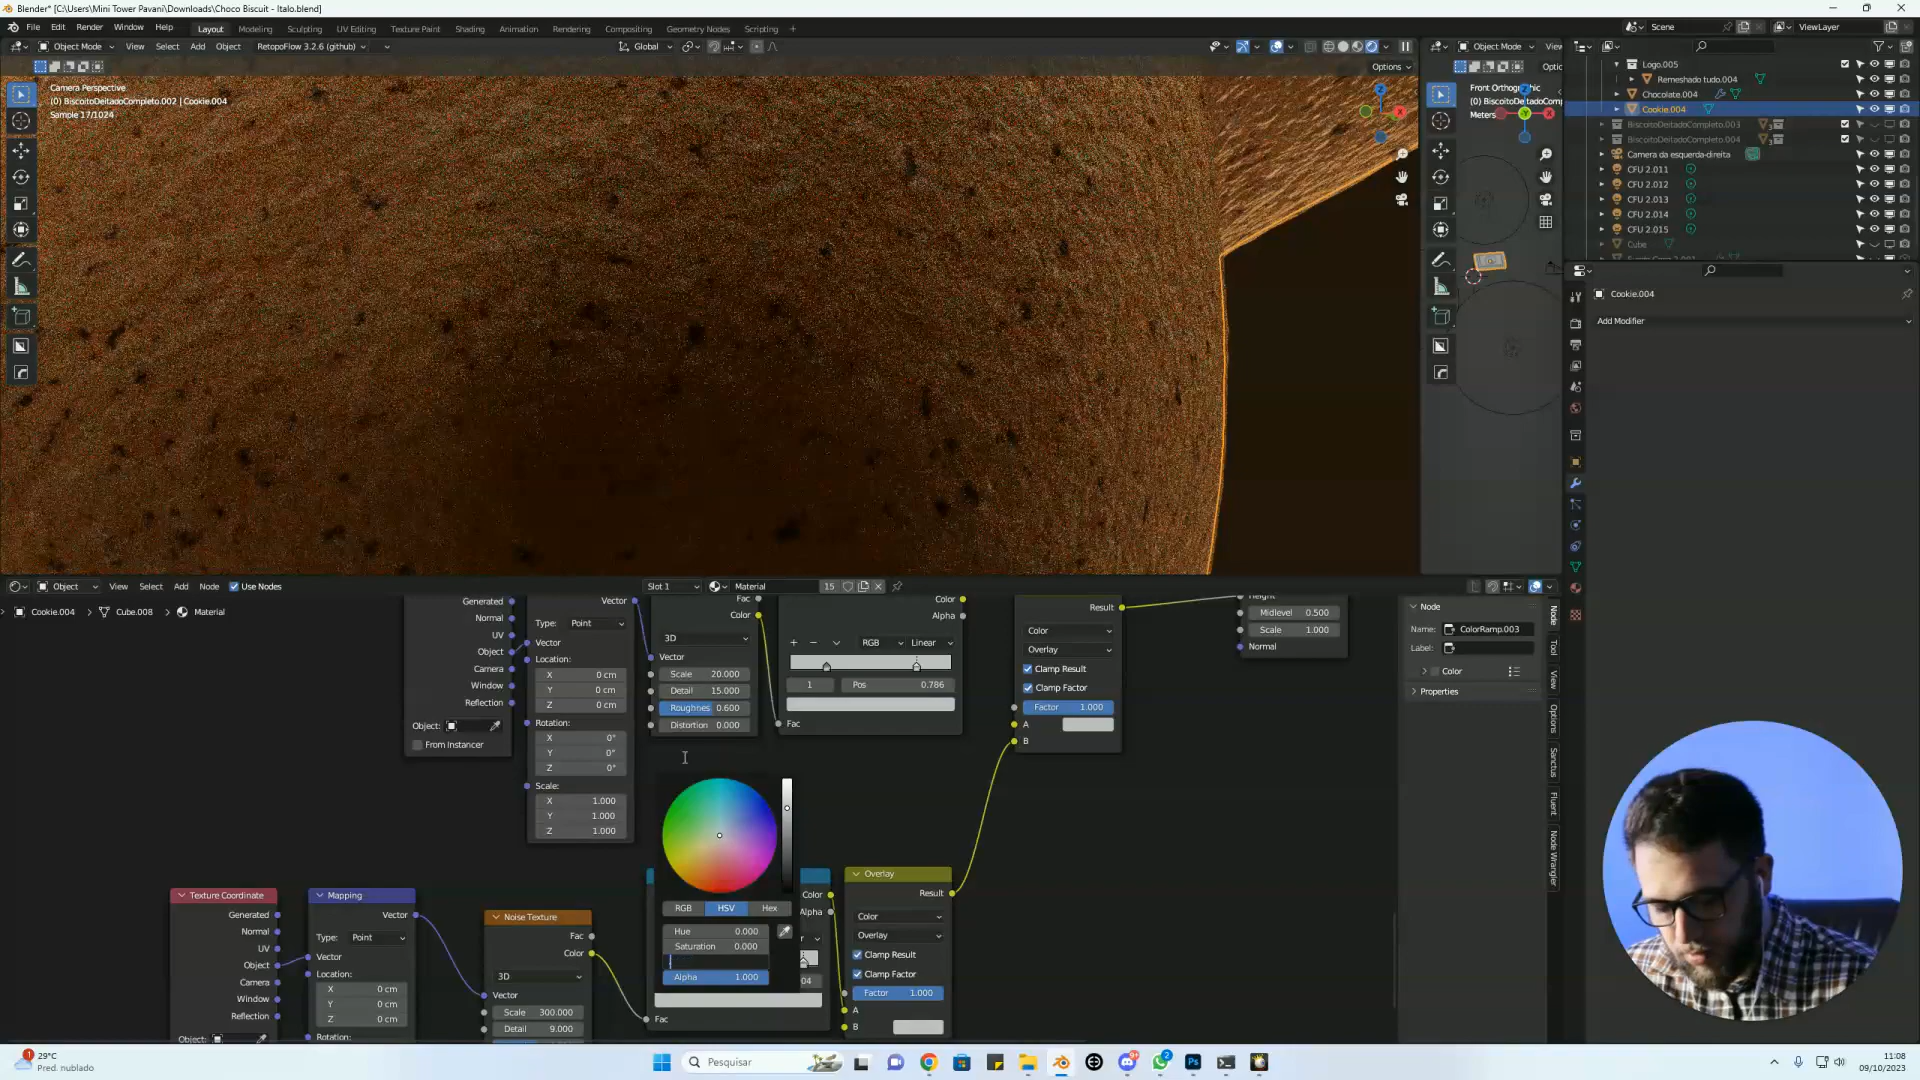 Blender* [C:\Users\Mini Tower Pavani\Downloads\Choco Biscuit - Italo.blend]
File Edit Render Window Help Layout Modeling Sculpting UV Editing Texture Paint Shading Animation Rendering Compositing Geometry Nodes Scripting + Scene ViewLayer
Object Mode View Select Add Object RetopoFlow 3.2.6 (github) Global Object Mode
Options
Camera Perspective
(0) BiscoitoDeitadoCompleto.002 | Cookie.004
Sample 17/1024
Front Orthographic
Meters
Logo.005
Remeshado tudo.004
Chocolate.004
Cookie.004
BiscoitoDeitadoCompleto.003
BiscoitoDeitadoCompleto.004
Camera da esquerda-direita
CFU 2.011
CFU 2.012
CFU 2.013
CFU 2.014
CFU 2.015
Cube
Cookie.004
Add Modifier
Object View Select Add Node Use Nodes Slot 1 Material 15
Cookie.004 > Cube.008 > Material
Generated
Normal
UV
Object
Camera
Window
Reflection
Object:
From Instancer
Vector
Type: Point
Vector
Location:
X 0 cm
Y 0 cm
Z 0 cm
Rotation:
X 0°
Y 0°
Z 0°
Scale:
X 1.000
Y 1.000
Z 1.000
Fac
Color
3D
Vector
Scale 20.000
Detail 15.000
Roughnes 0.600
Distortion 0.000
Color
Alpha
+ − RGB Linear
1 Pos 0.786
Fac
Result
Color
Overlay
Clamp Result
Clamp Factor
Factor 1.000
A
B
Height
Midlevel 0.500
Scale 1.000
Normal
Node
Name: ColorRamp.003
Label:
Color
Properties
Node
Tool
View
Options
Sanctus
Fluent
Node Wrangler
RGB HSV Hex
Hue 0.000
Saturation 0.000
Alpha 1.000
Texture Coordinate
Generated
Normal
UV
Object
Camera
Window
Reflection
Object:
Mapping
Vector
Type: Point
Vector
Location:
X 0 cm
Y 0 cm
Z 0 cm
Rotation:
Noise Texture
Fac
Color
3D
Vector
Scale 300.000
Detail 9.000
Color
Alpha
04
Fac
Overlay
Result
Color
Overlay
Clamp Result
Clamp Factor
Factor 1.000
A
B
29°C
Pred. nublado
Pesquisar
11:08
09/10/2023